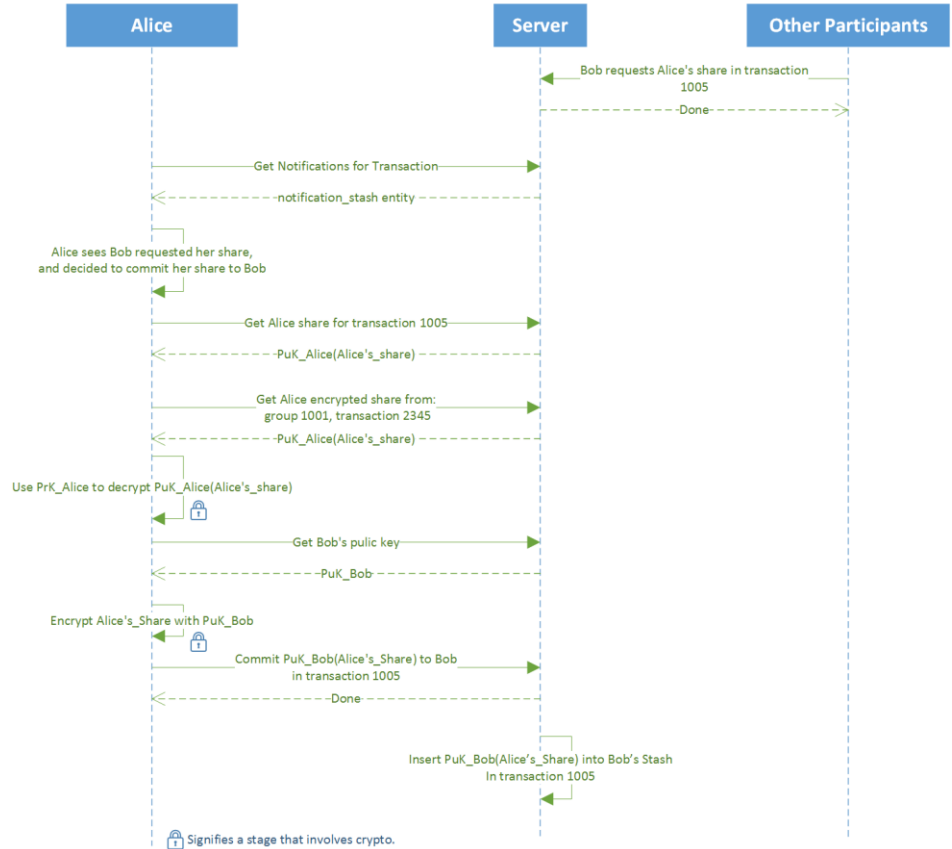 Alice
Server
Other Participants
Bob requests Alice's share in transaction
1005
Done
Get Notifications for Transaction
notification_stash entity
Alice sees Bob requested her share,
and decided to commit her share to Bob
Get Alice share for transaction 1005
PuK_Alice(Alice's_share)
Get Alice encrypted share from:
group 1001, transaction 2345
PuK_Alice(Alice's_share)
Use PrK_Alice to decrypt PuK_Alice(Alice's_share)
Get Bob's pulic key
PuK_Bob
Encrypt Alice's_Share with PuK_Bob
Commit PuK_Bob(Alice's_Share) to Bob
in transaction 1005
Done
Insert PuK_Bob(Alice’s_Share) into Bob’s Stash
In transaction 1005
Signifies a stage that involves crypto.